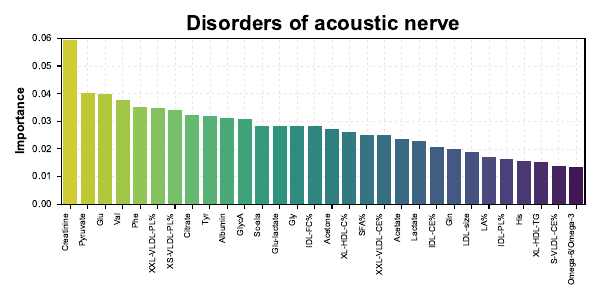 Disorders of acoustic nerve
Importance
0.06
0.05
0.04
0.03
0.02
0.01
0.00
Creatinine
Pyruvate
Glu
Val
Phe
XXL-VLDL-PL%
XS-VLDL-PL%
Citrate
Tyr
Albumin
GlycA
Soela
Glu-lactate
Gly
IDL-FC%
Acetone
XL-HDL-C%
SFA%
XXL-VLDL-CE%
Acetate
Lactate
IDL-CE%
Gln
LDL-size
LA%
IDL-PL%
His
XL-HDL-TG
S-VLDL-CE%
Omega-6/Omega-3